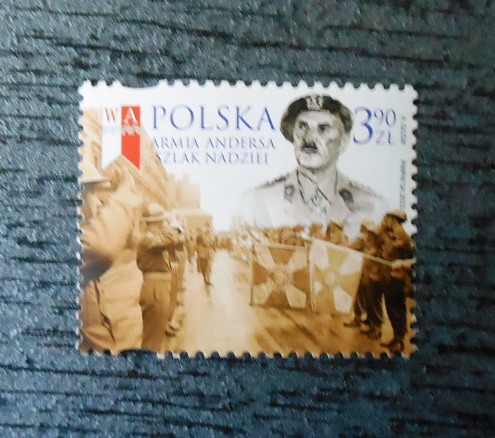 WA POLSKA 3,90 ZŁ
ARMIA ANDERSA
SZLAK NADZIEI